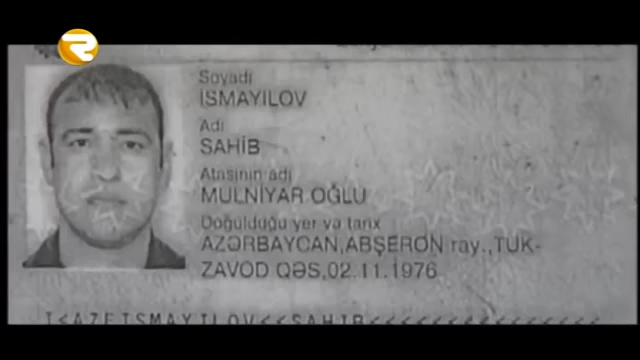 Soyadı
İSMAYILOV
Adı
SAHİB
Atasının adı
MULNİYAR OĞLU
Doğulduğu yer və tarix
AZƏRBAYCAN,ABŞERON ray.,TUK-
ZAVOD QƏS,02.11.1976
I<AZEISMAYILOV<<SAHIB<<<<<<<<<<<<<